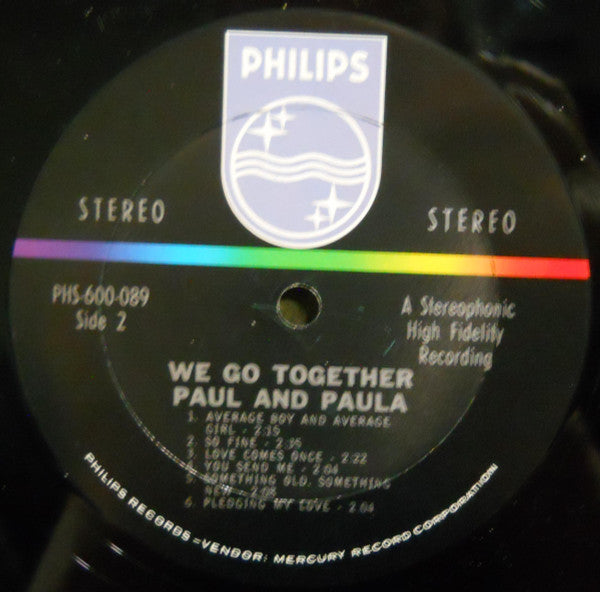 PHILIPS
STEREO
STEREO
PHS-600-089
Side 2
A Stereophonic
High Fidelity
Recording
WE GO TOGETHER
PAUL AND PAULA
1. AVERAGE BOY AND AVERAGE
GIRL - 2:39
2. SO FINE - 2:35
3. LOVE COMES ONCE - 2:22
YOU SEND ME - 2:04
5. SOMETHING OLD, SOMETHING
NEW - 2:08
6. PLEDGING MY LOVE - 2:04
PHILIPS RECORDS = VENDOR: MERCURY RECORD CORPORATION